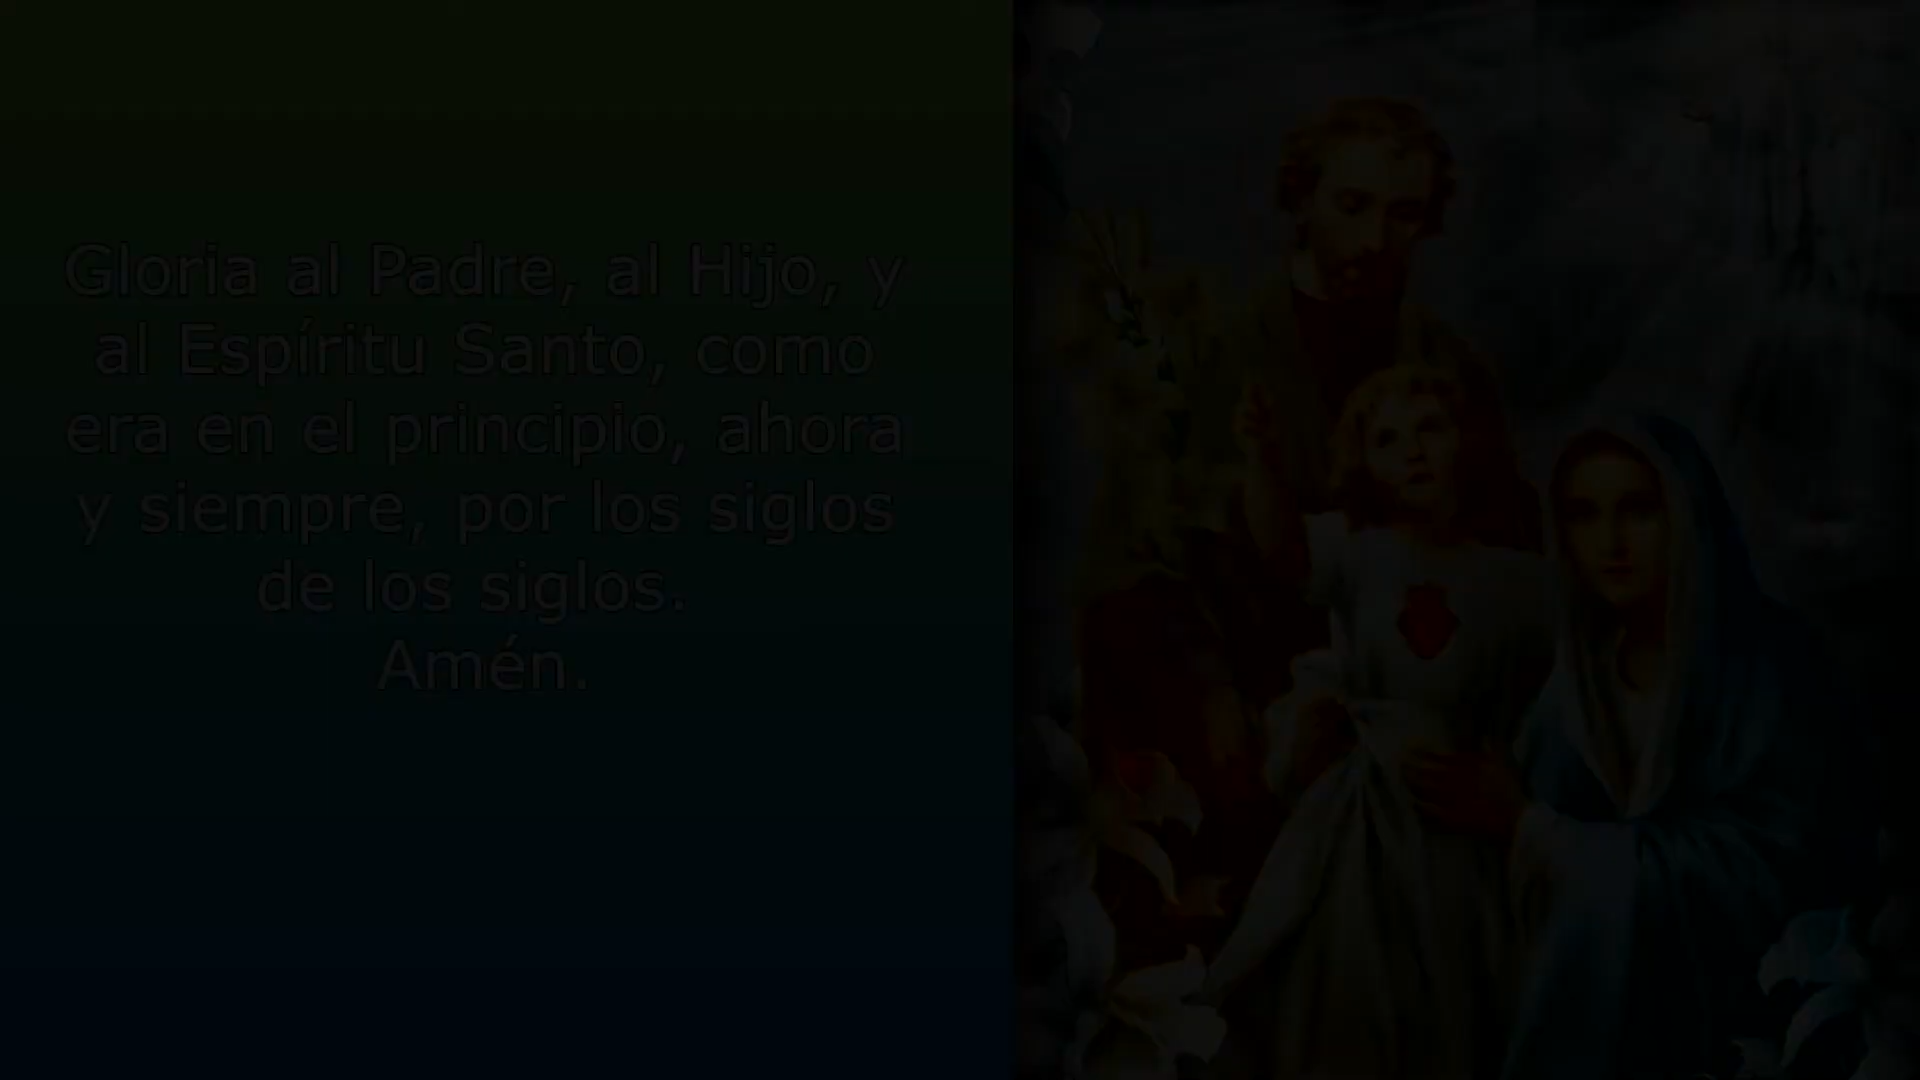 Gloria al Padre, al Hijo, y
al Espíritu Santo, como
era en el principio, ahora
y siempre, por los siglos
de los siglos.
Amén.